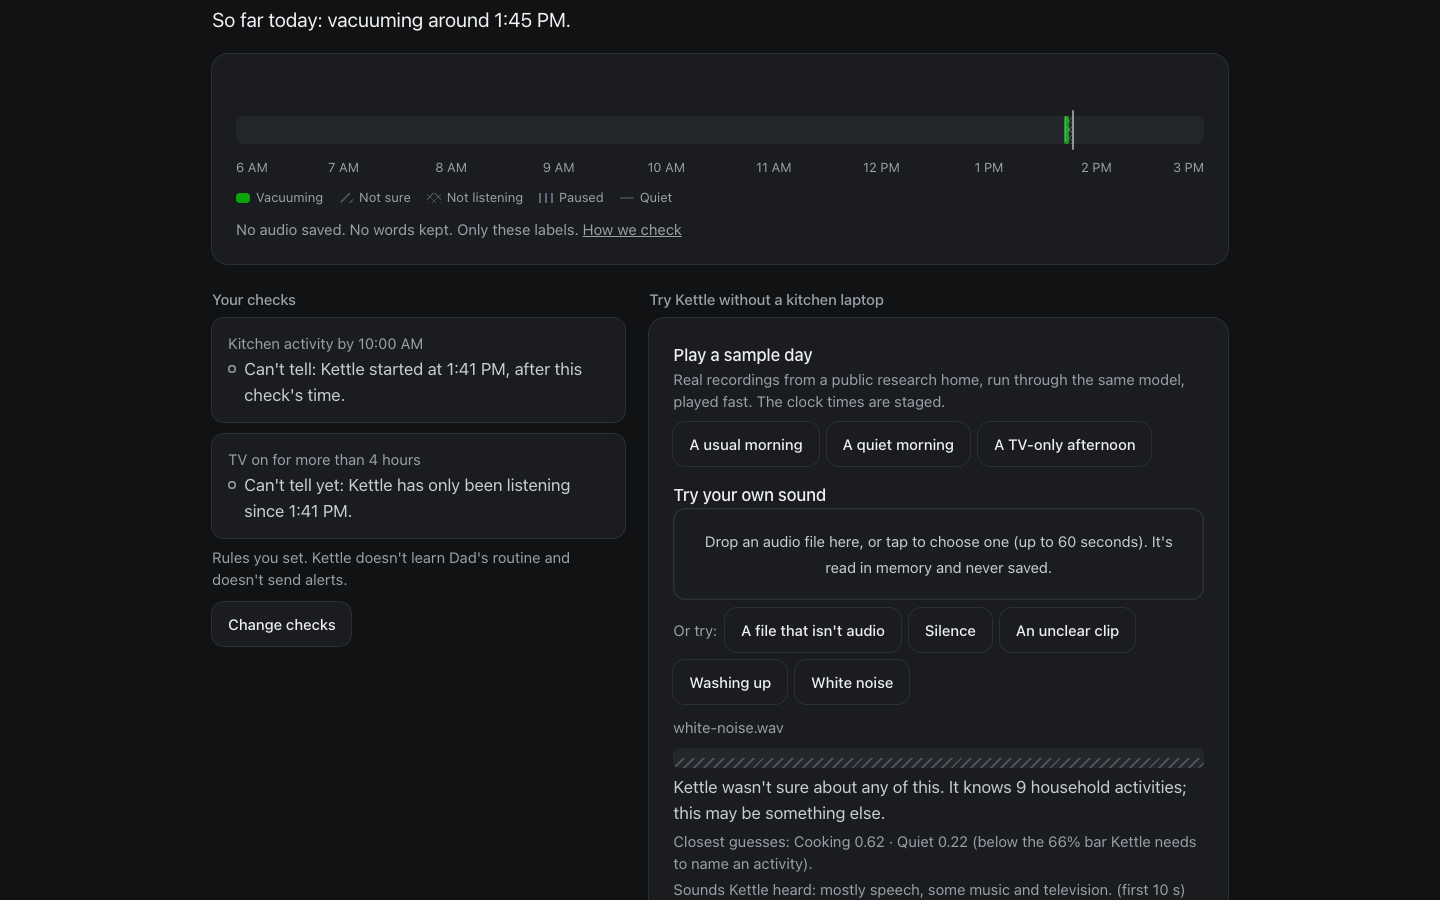 So far today: vacuuming around 1:45 PM.
6 AM 7 AM 8 AM 9 AM 10 AM 11 AM 12 PM 1 PM 2 PM 3 PM
Vacuuming Not sure Not listening Paused Quiet
No audio saved. No words kept. Only these labels. How we check
Your checks
Kitchen activity by 10:00 AM
Can't tell: Kettle started at 1:41 PM, after this
check's time.
TV on for more than 4 hours
Can't tell yet: Kettle has only been listening
since 1:41 PM.
Rules you set. Kettle doesn't learn Dad's routine and
doesn't send alerts.
Change checks
Try Kettle without a kitchen laptop
Play a sample day
Real recordings from a public research home, run through the same model,
played fast. The clock times are staged.
A usual morning A quiet morning A TV-only afternoon
Try your own sound
Drop an audio file here, or tap to choose one (up to 60 seconds). It's
read in memory and never saved.
Or try: A file that isn't audio Silence An unclear clip
Washing up White noise
white-noise.wav
Kettle wasn't sure about any of this. It knows 9 household activities;
this may be something else.
Closest guesses: Cooking 0.62 · Quiet 0.22 (below the 66% bar Kettle needs
to name an activity).
Sounds Kettle heard: mostly speech, some music and television. (first 10 s)